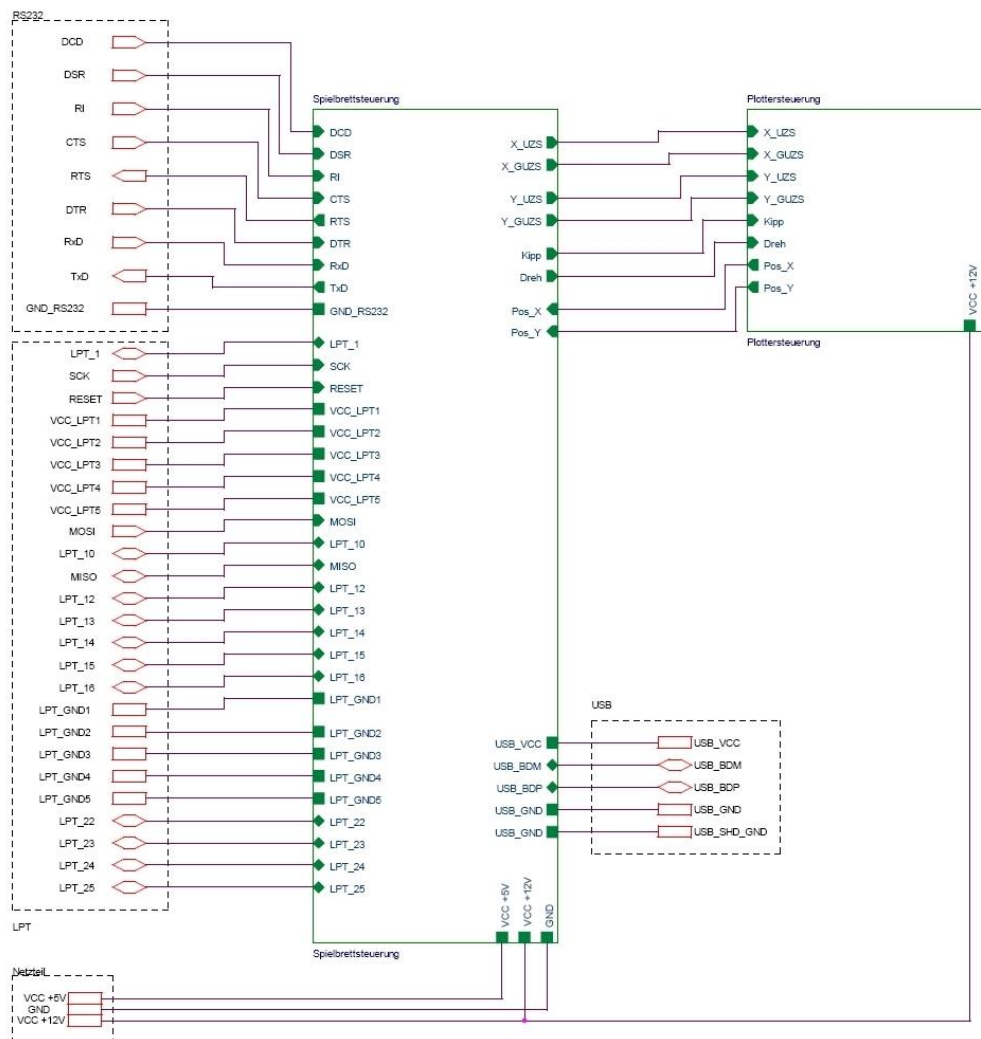 RS232
DCD
DSR
RI
CTS
RTS
DTR
RxD
TxD
GND_RS232
LPT_1
SCK
RESET
VCC_LPT1
VCC_LPT2
VCC_LPT3
VCC_LPT4
VCC_LPT5
MOSI
LPT_10
MISO
LPT_12
LPT_13
LPT_14
LPT_15
LPT_16
LPT_GND1
LPT_GND2
LPT_GND3
LPT_GND4
LPT_GND5
LPT_22
LPT_23
LPT_24
LPT_25
LPT
Netzteil
VCC +5V
GND
VCC +12V
Spielbrettsteuerung
DCD
DSR
RI
CTS
RTS
DTR
RxD
TxD
GND_RS232
LPT_1
SCK
RESET
VCC_LPT1
VCC_LPT2
VCC_LPT3
VCC_LPT4
VCC_LPT5
MOSI
LPT_10
MISO
LPT_12
LPT_13
LPT_14
LPT_15
LPT_16
LPT_GND1
LPT_GND2
LPT_GND3
LPT_GND4
LPT_GND5
LPT_22
LPT_23
LPT_24
LPT_25
X_UZS
X_GUZS
Y_UZS
Y_GUZS
Kipp
Dreh
Pos_X
Pos_Y
USB_VCC
USB_BDM
USB_BDP
USB_GND
USB_GND
VCC +5V
VCC +12V
GND
Spielbrettsteuerung
Plottersteuerung
X_UZS
X_GUZS
Y_UZS
Y_GUZS
Kipp
Dreh
Pos_X
Pos_Y
VCC +12V
Plottersteuerung
USB
USB_VCC
USB_BDM
USB_BDP
USB_GND
USB_SHD_GND